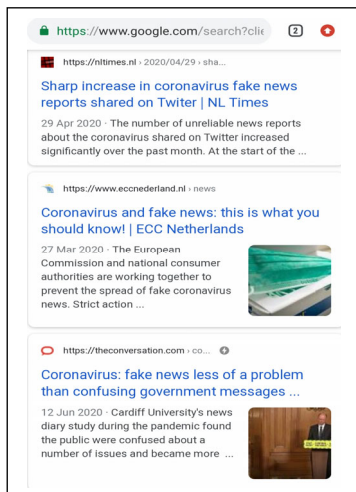 https://www.google.com/search?clie
2
https://nltimes.nl › 2020/04/29 › sha...
Sharp increase in coronavirus fake news
reports shared on Twiter | NL Times
29 Apr 2020 · The number of unreliable news reports
about the coronavirus shared on Twitter increased
significantly over the past month. At the start of the ...
https://www.eccnederland.nl › news
Coronavirus and fake news: this is what you
should know! | ECC Netherlands
27 Mar 2020 · The European
Commission and national consumer
authorities are working together to
prevent the spread of fake coronavirus
news. Strict action ...
https://theconversation.com › co...
Coronavirus: fake news less of a problem
than confusing government messages ...
12 Jun 2020 · Cardiff University's news
diary study during the pandemic found
the public were confused about a
number of issues and became more ...